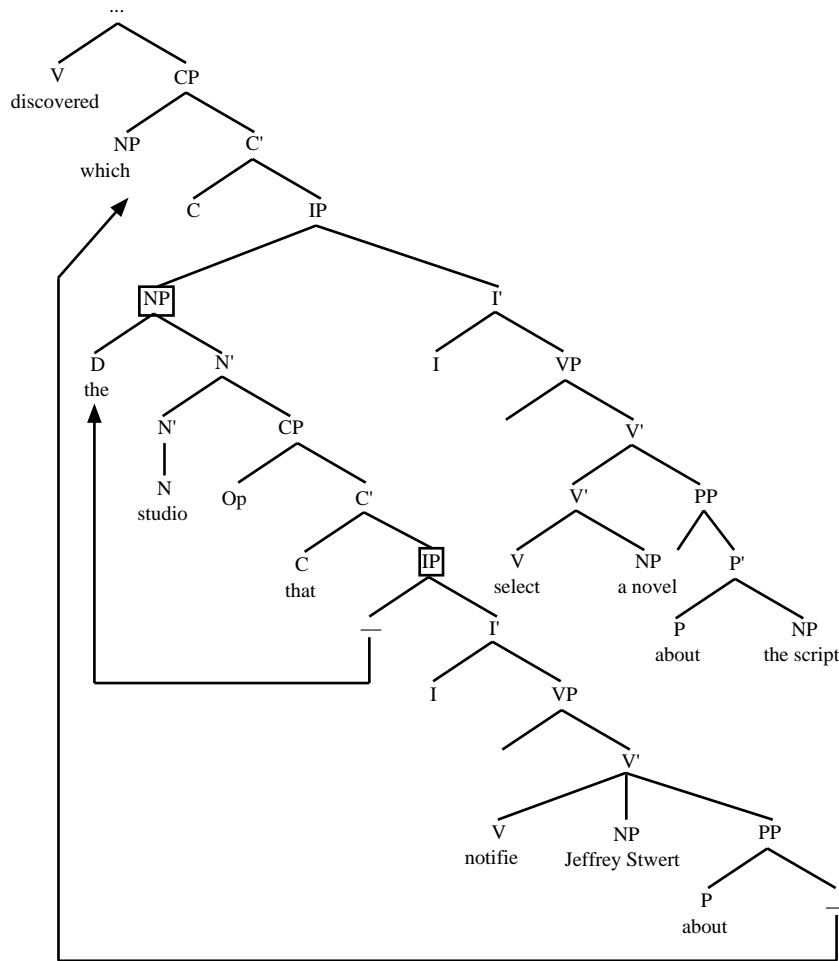 ...
V CP
discovered
NP C'
which
C IP
NP I'
D N' I VP
the
N' CP V'
N Op C' V' PP
studio
C IP V NP P'
that select a novel
— I' P NP
about the script
I VP
V'
V NP PP
notifie Jeffrey Stwert
P —
about